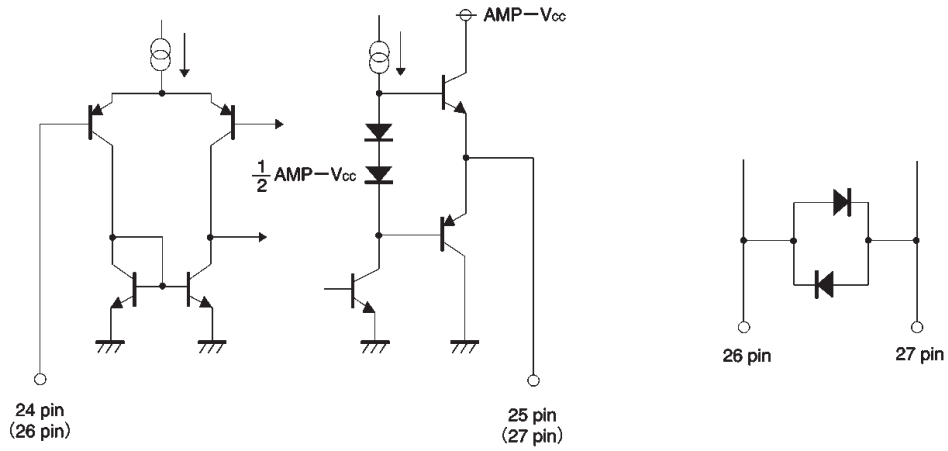 AMP−Vcc
1/2 AMP−Vcc
24 pin
(26 pin)
25 pin
(27 pin)
26 pin
27 pin